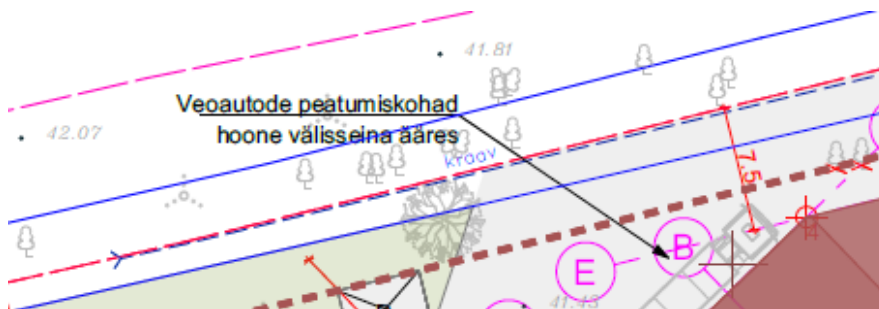 41.81
Veoautode peatumiskohad
42.07
hoone välisseina ääres
kraav
7.5
B
E
41.43